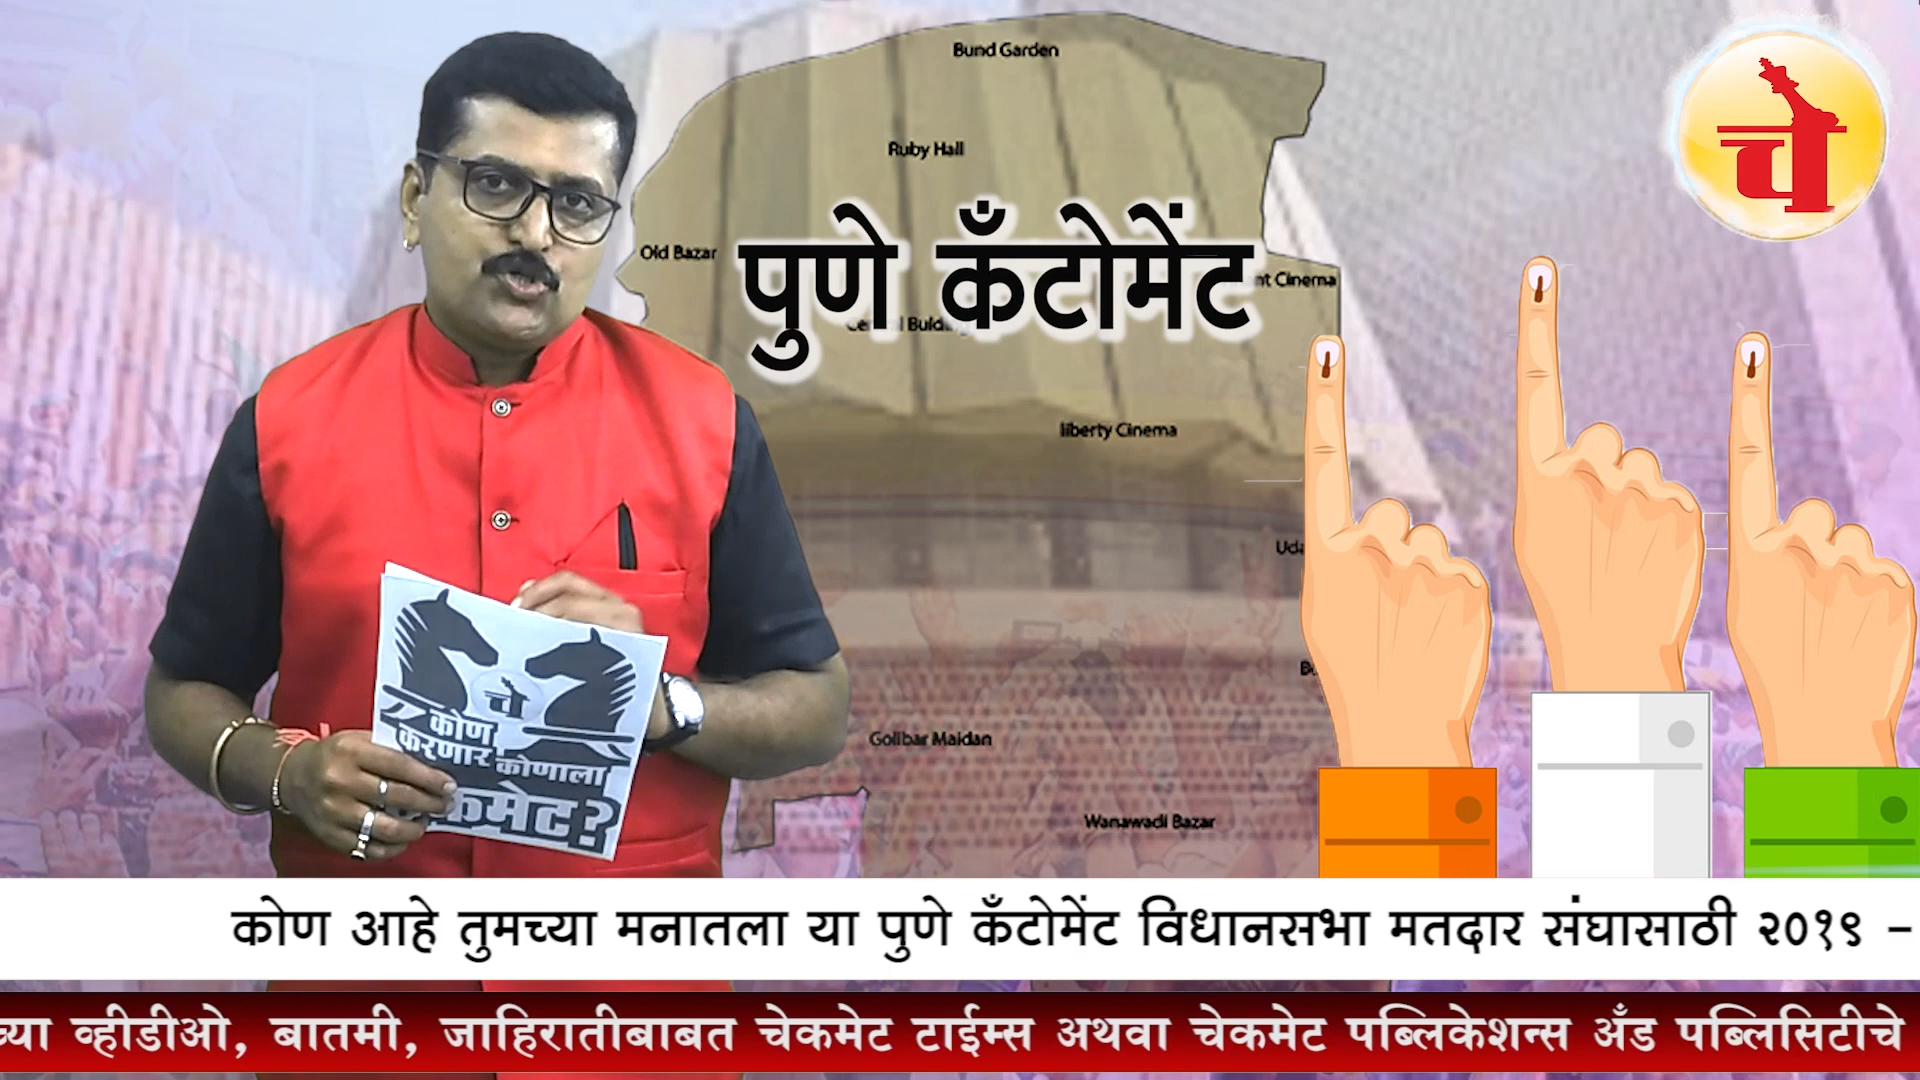 Bund Garden
Ruby Hall
Old Bazar
पुणे कँटोमेंट
nt Cinema
liberty Cinema
Golibar Maidan
Wanawadi Bazar
चे
कोण
करणार कोणाला
कमेट?
कोण आहे तुमच्या मनातला या पुणे कँटोमेंट विधानसभा मतदार संघासाठी २०१९ -
च्या व्हीडीओ, बातमी, जाहिरातीबाबत चेकमेट टाईम्स अथवा चेकमेट पब्लिकेशन्स अँड पब्लिसिटीचे